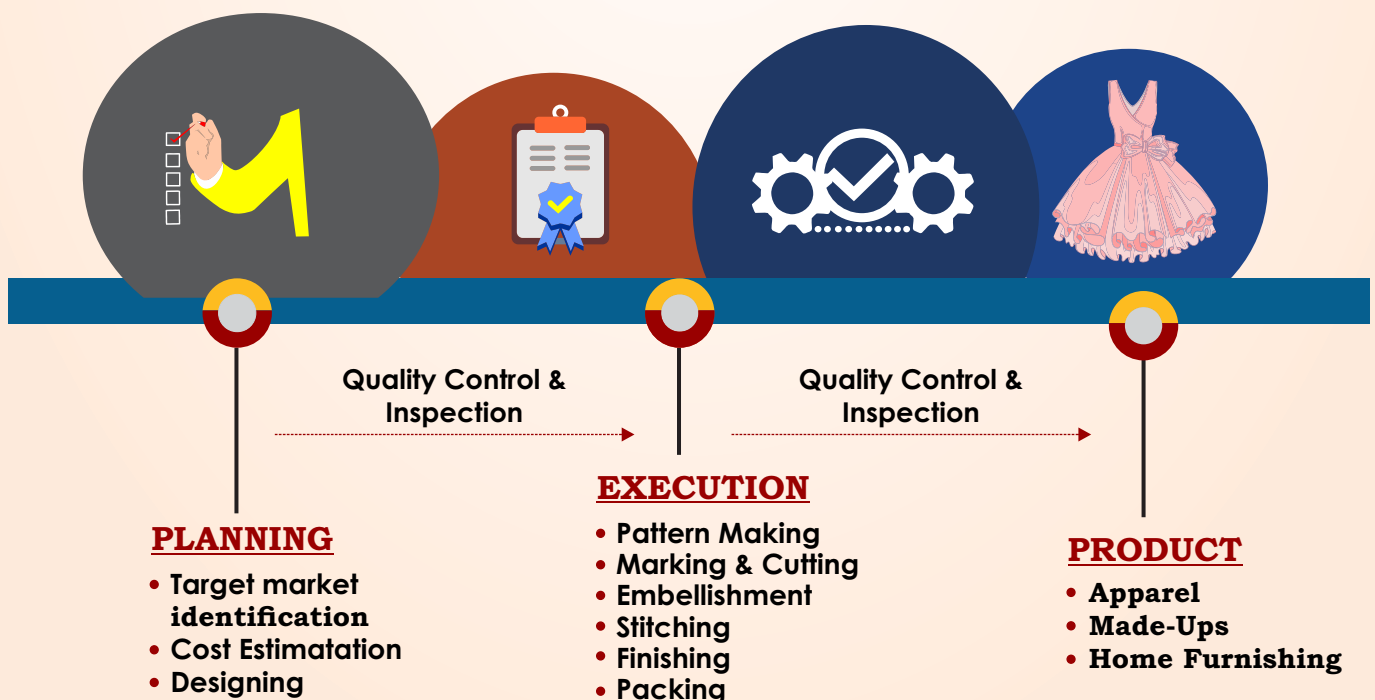 Quality Control &
Inspection
Quality Control &
Inspection
PLANNING
• Target market
identification
• Cost Estimatation
• Designing
EXECUTION
• Pattern Making
• Marking & Cutting
• Embellishment
• Stitching
• Finishing
• Packing
PRODUCT
• Apparel
• Made-Ups
• Home Furnishing